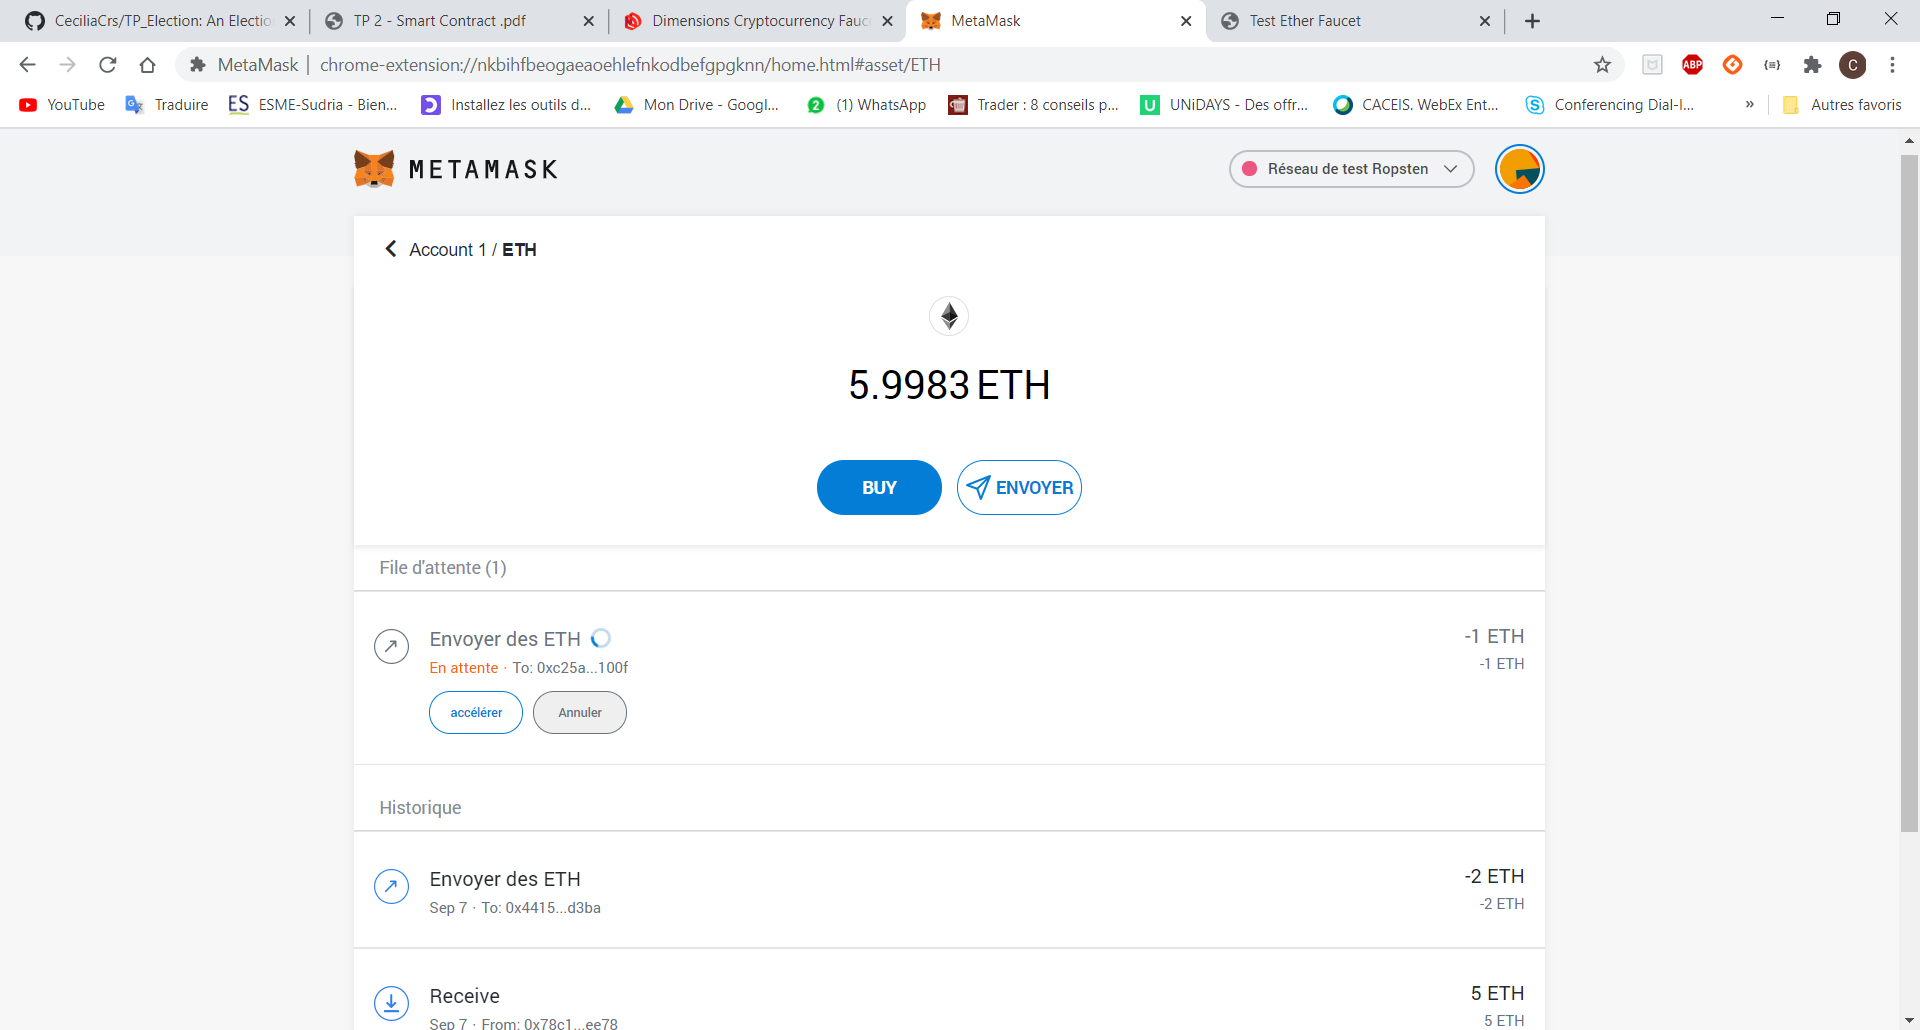 CeciliaCrs/TP_Election: An Electio
TP 2 - Smart Contract .pdf
Dimensions Cryptocurrency Fauc
MetaMask
Test Ether Faucet
MetaMask | chrome-extension://nkbihfbeogaeaoehlefnkodbefgpgknn/home.html#asset/ETH
ABP
C
YouTube
Traduire
ES ESME-Sudria - Bien...
Installez les outils d...
Mon Drive - Googl...
2 (1) WhatsApp
Trader : 8 conseils p...
U UNiDAYS - Des offr...
CACEIS. WebEx Ent...
S Conferencing Dial-I...
»
Autres favoris
METAMASK
Réseau de test Ropsten
Account 1 / ETH
5.9983 ETH
BUY
ENVOYER
File d'attente (1)
Envoyer des ETH
-1 ETH
En attente · To: 0xc25a...100f
-1 ETH
accélérer
Annuler
Historique
Envoyer des ETH
-2 ETH
Sep 7 · To: 0x4415...d3ba
-2 ETH
Receive
5 ETH
Sep 7 · From: 0x78c1...ee78
5 ETH